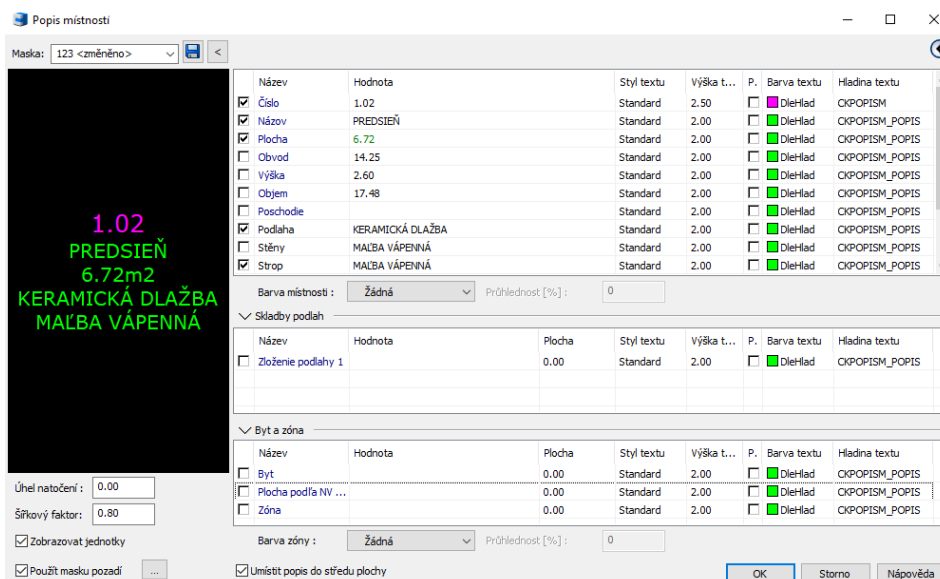 Popis místností
Maska: 123 <změněno> <
1.02
PREDSIEŇ
6.72m2
KERAMICKÁ DLAŽBA
MAĽBA VÁPENNÁ
Úhel natočení : 0.00
Šířkový faktor: 0.80
Zobrazovat jednotky
Použít masku pozadí ...
Název Hodnota Styl textu Výška t... P. Barva textu Hladina textu
Číslo 1.02 Standard 2.50 DleHlad CKPOPISM
Názov PREDSIEŇ Standard 2.00 DleHlad CKPOPISM_POPIS
Plocha 6.72 Standard 2.00 DleHlad CKPOPISM_POPIS
Obvod 14.25 Standard 2.00 DleHlad CKPOPISM_POPIS
Výška 2.60 Standard 2.00 DleHlad CKPOPISM_POPIS
Objem 17.48 Standard 2.00 DleHlad CKPOPISM_POPIS
Poschodie Standard 2.00 DleHlad CKPOPISM_POPIS
Podlaha KERAMICKÁ DLAŽBA Standard 2.00 DleHlad CKPOPISM_POPIS
Stěny MAĽBA VÁPENNÁ Standard 2.00 DleHlad CKPOPISM_POPIS
Strop MAĽBA VÁPENNÁ Standard 2.00 DleHlad CKPOPISM_POPIS
Barva místnosti : Žádná Průhlednost [%] : 0
Skladby podlah
Název Hodnota Plocha Styl textu Výška t... P. Barva textu Hladina textu
Zloženie podlahy 1 0.00 Standard 2.00 DleHlad CKPOPISM_POPIS
Byt a zóna
Název Hodnota Plocha Styl textu Výška t... P. Barva textu Hladina textu
Byt 0.00 Standard 2.00 DleHlad CKPOPISM_POPIS
Plocha podľa NV ... 0.00 Standard 2.00 DleHlad CKPOPISM_POPIS
Zóna 0.00 Standard 2.00 DleHlad CKPOPISM_POPIS
Barva zóny : Žádná Průhlednost [%] : 0
Umístit popis do středu plochy
OK Storno Nápověda